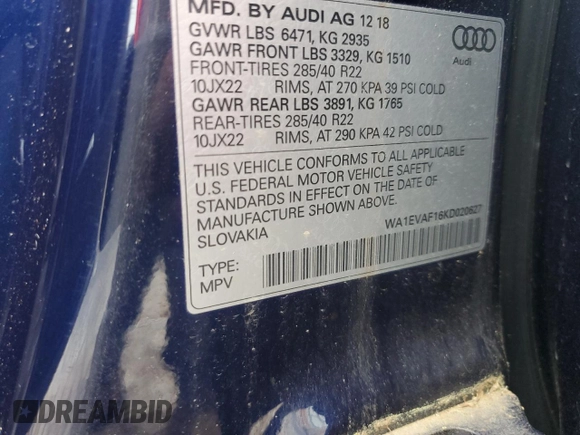 MFD. BY AUDI AG 12 18
GVWR LBS 6471, KG 2935
GAWR FRONT LBS 3329, KG 1510
FRONT-TIRES 285/40 R22
10JX22 RIMS, AT 270 KPA 39 PSI COLD
GAWR REAR LBS 3891, KG 1765
REAR-TIRES 285/40 R22
10JX22 RIMS, AT 290 KPA 42 PSI COLD
Audi
THIS VEHICLE CONFORMS TO ALL APPLICABLE
U.S. FEDERAL MOTOR VEHICLE SAFETY
STANDARDS IN EFFECT ON THE DATE OF
MANUFACTURE SHOWN ABOVE.
SLOVAKIA
WA1EVAF16KD020627
TYPE:
MPV
DREAMBID